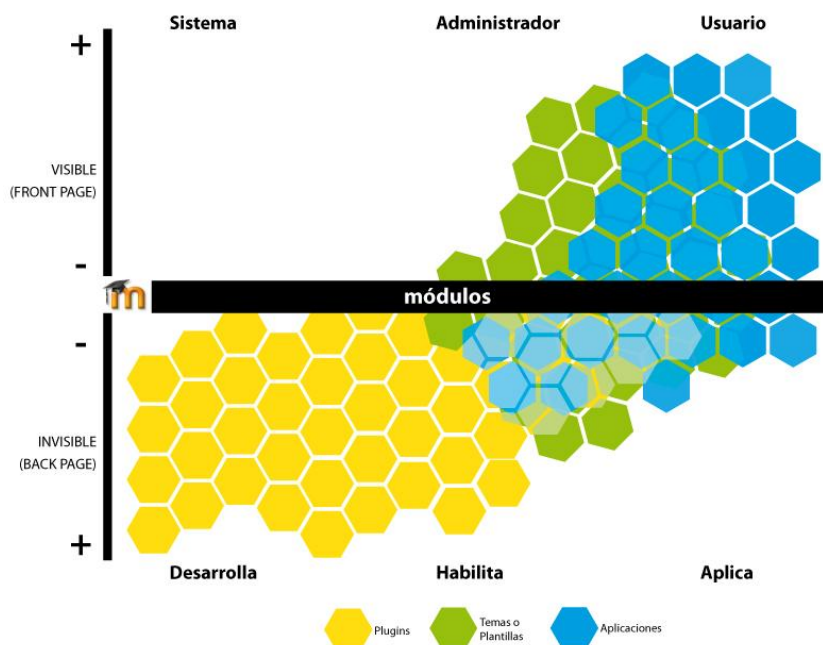 Sistema
Administrador
Usuario
+
VISIBLE
(FRONT PAGE)
-
m
módulos
-
INVISIBLE
(BACK PAGE)
+
Desarrolla
Habilita
Aplica
Plugins
Temas o
Plantillas
Aplicaciones